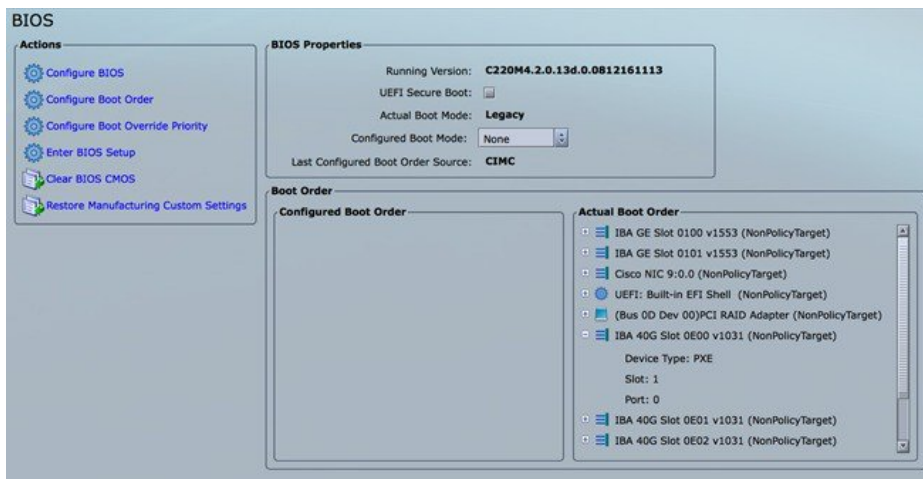 BIOS
Actions
Configure BIOS
Configure Boot Order
Configure Boot Override Priority
Enter BIOS Setup
Clear BIOS CMOS
Restore Manufacturing Custom Settings
BIOS Properties
Running Version: C220M4.2.0.13d.0.0812161113
UEFI Secure Boot:
Actual Boot Mode: Legacy
Configured Boot Mode: None
Last Configured Boot Order Source: CIMC
Boot Order
Configured Boot Order
Actual Boot Order
IBA GE Slot 0100 v1553 (NonPolicyTarget)
IBA GE Slot 0101 v1553 (NonPolicyTarget)
Cisco NIC 9:0.0 (NonPolicyTarget)
UEFI: Built-in EFI Shell (NonPolicyTarget)
(Bus 0D Dev 00)PCI RAID Adapter (NonPolicyTarget)
IBA 40G Slot 0E00 v1031 (NonPolicyTarget)
Device Type: PXE
Slot: 1
Port: 0
IBA 40G Slot 0E01 v1031 (NonPolicyTarget)
IBA 40G Slot 0E02 v1031 (NonPolicyTarget)